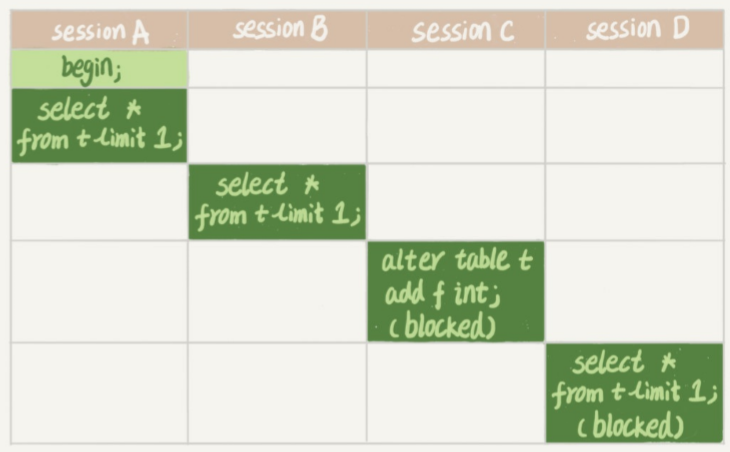 session A
session B
session C
session D
begin;
select *
from t limit 1;
select *
from t limit 1;
alter table t
add f int;
(blocked)
select *
from t limit 1;
(blocked)